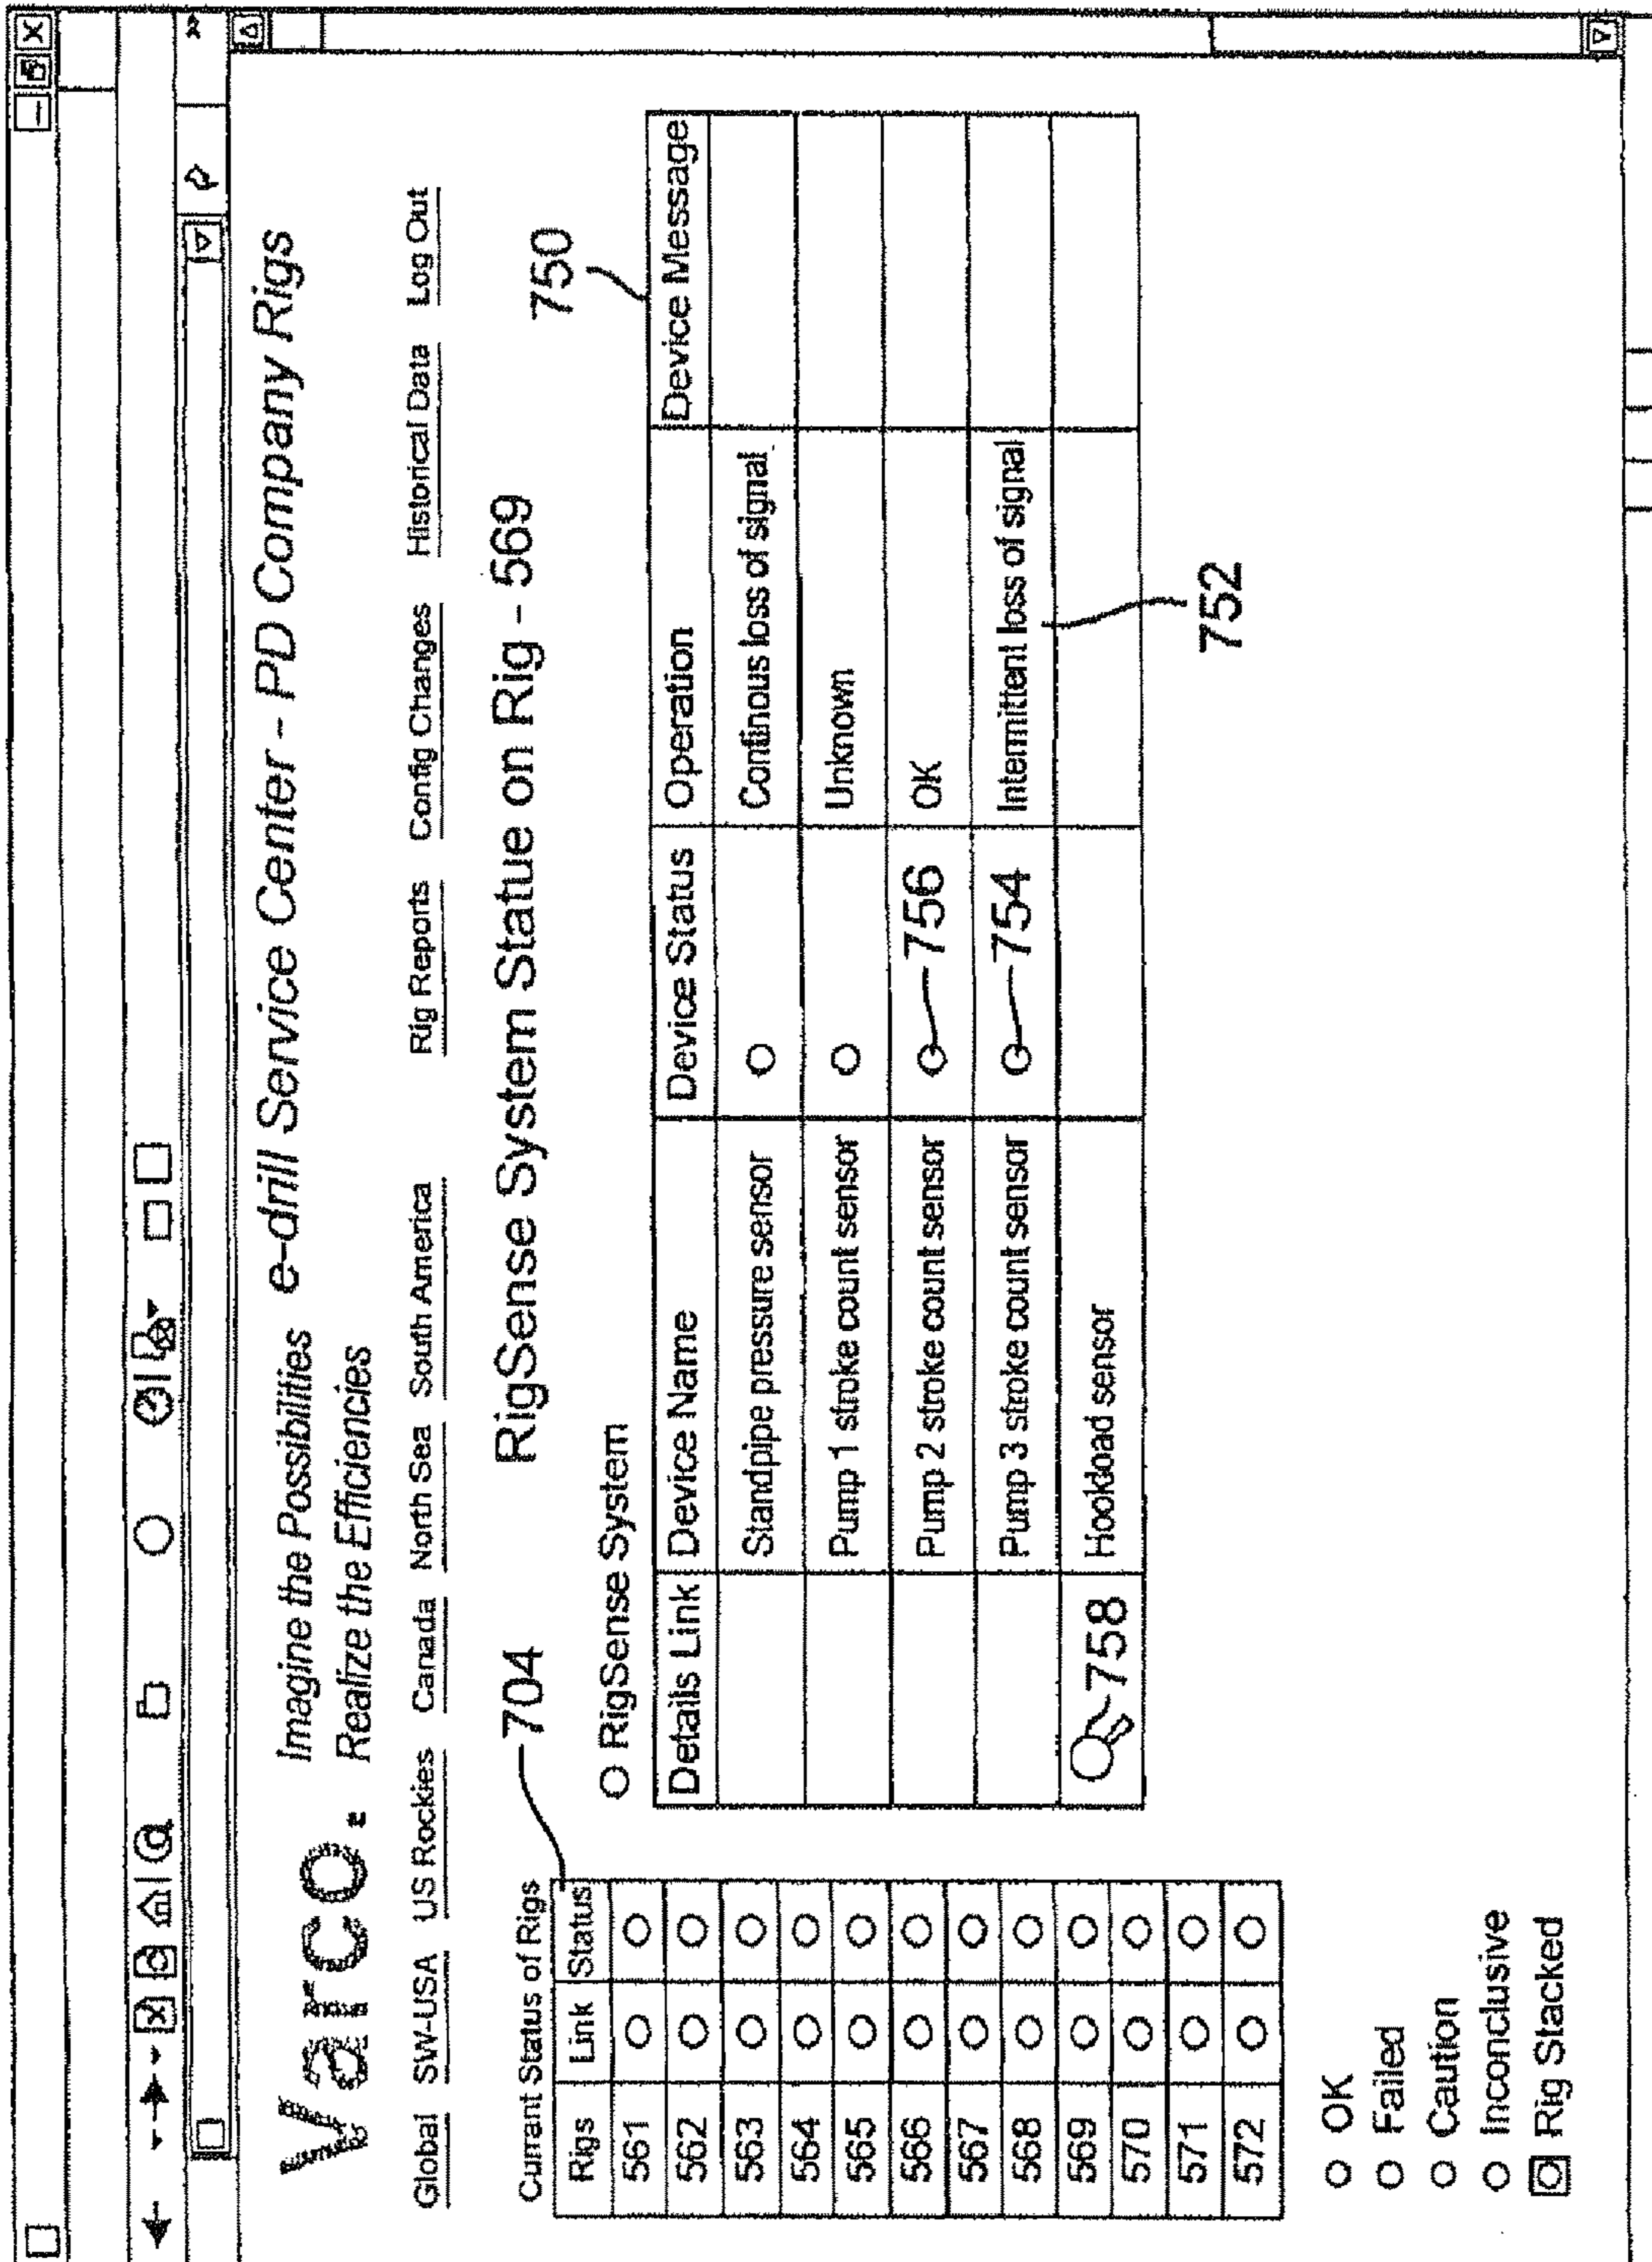 Varco
Imagine the Possibilities
Realize the Efficiencies
e-drill Service Center - PD Company Rigs
Global SW-USA US Rockies Canada North Sea South America Rig Reports Config Changes Historical Data Log Out
Currant Status of Rigs
704
RigSense System Statue on Rig - 569
750
Rigs Link Status
561
562
563
564
565
566
567
568
569
570
571
572
RigSense System
Details Link Device Name Device Status Operation Device Message
Standpipe pressure sensor Continous loss of signal
Pump 1 stroke count sensor Unknown
Pump 2 stroke count sensor 756 OK
Pump 3 stroke count sensor 754 Intermittent loss of signal
758 Hookload sensor
752
OK
Failed
Caution
Inconclusive
Rig Stacked